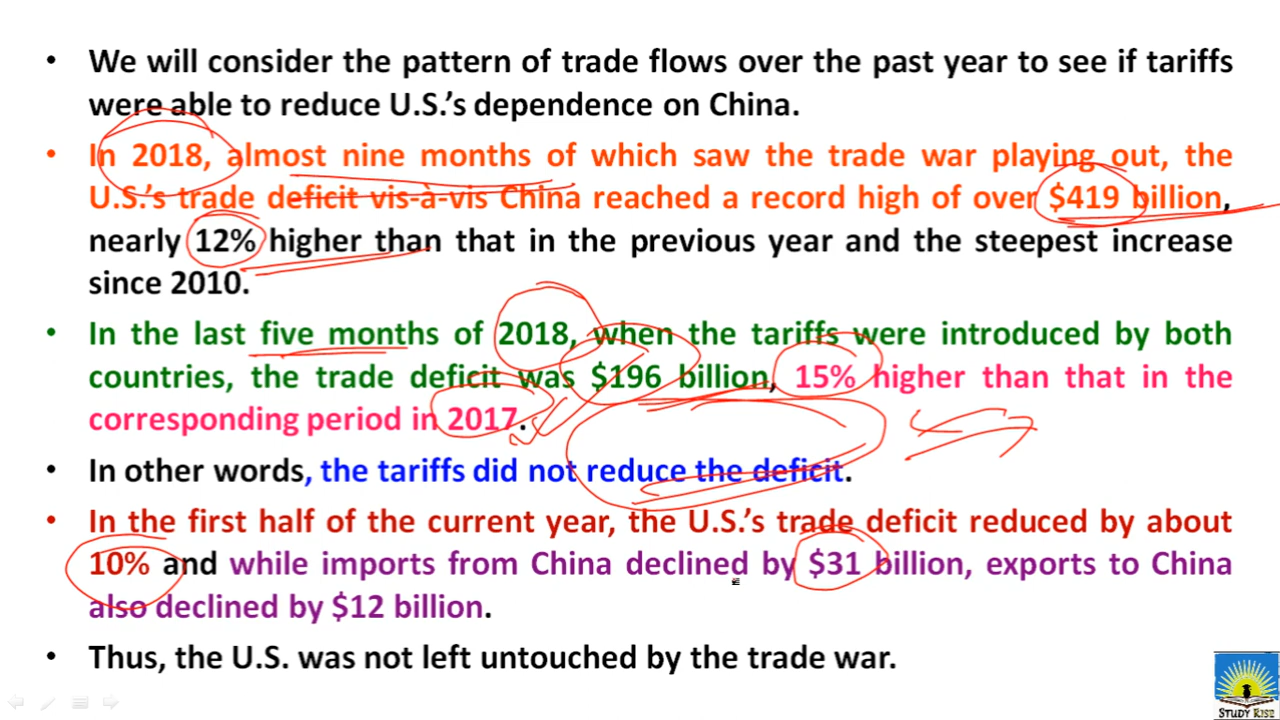 • We will consider the pattern of trade flows over the past year to see if tariffs
were able to reduce U.S.'s dependence on China.
• In 2018, almost nine months of which saw the trade war playing out, the
U.S.'s trade deficit vis-à-vis China reached a record high of over $419 billion,
nearly 12% higher than that in the previous year and the steepest increase
since 2010.
• In the last five months of 2018, when the tariffs were introduced by both
countries, the trade deficit was $196 billion, 15% higher than that in the
corresponding period in 2017.
• In other words, the tariffs did not reduce the deficit.
• In the first half of the current year, the U.S.'s trade deficit reduced by about
10% and while imports from China declined by $31 billion, exports to China
also declined by $12 billion.
• Thus, the U.S. was not left untouched by the trade war.
STUDY RISE